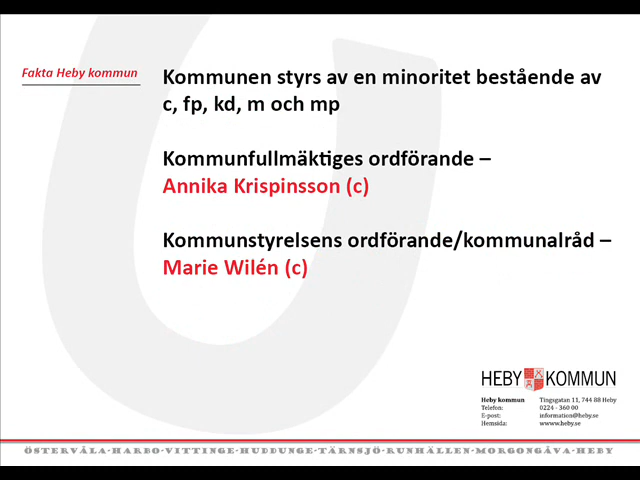 Fakta Heby kommun
Kommunen styrs av en minoritet bestående av
c, fp, kd, m och mp
Kommunfullmäktiges ordförande –
Annika Krispinsson (c)
Kommunstyrelsens ordförande/kommunalråd –
Marie Wilén (c)
HEBY KOMMUN
Heby kommun Tingsgatan 11, 744 88 Heby
Telefon: 0224 - 360 00
E-post: information@heby.se
Hemsida: wwww.heby.se
ÖSTERVÅLA-HARBO-VITTINGE-HUDDUNGE-TÄRNSJÖ-RUNHÄLLEN-MORGONGÅVA-HEBY